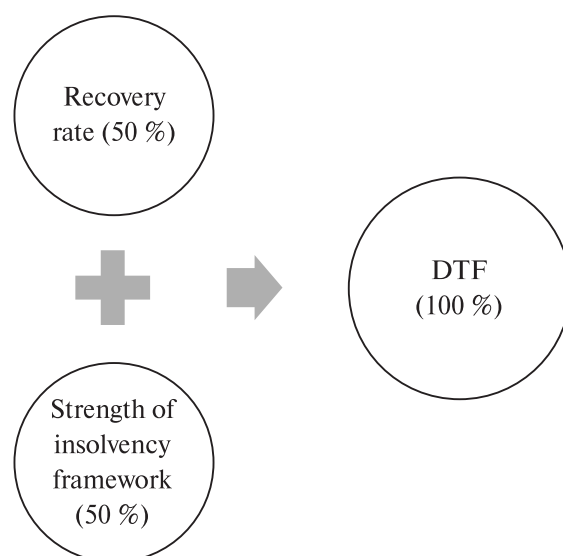 Recovery
rate (50 %)
DTF
(100 %)
Strength of
insolvency
framework
(50 %)